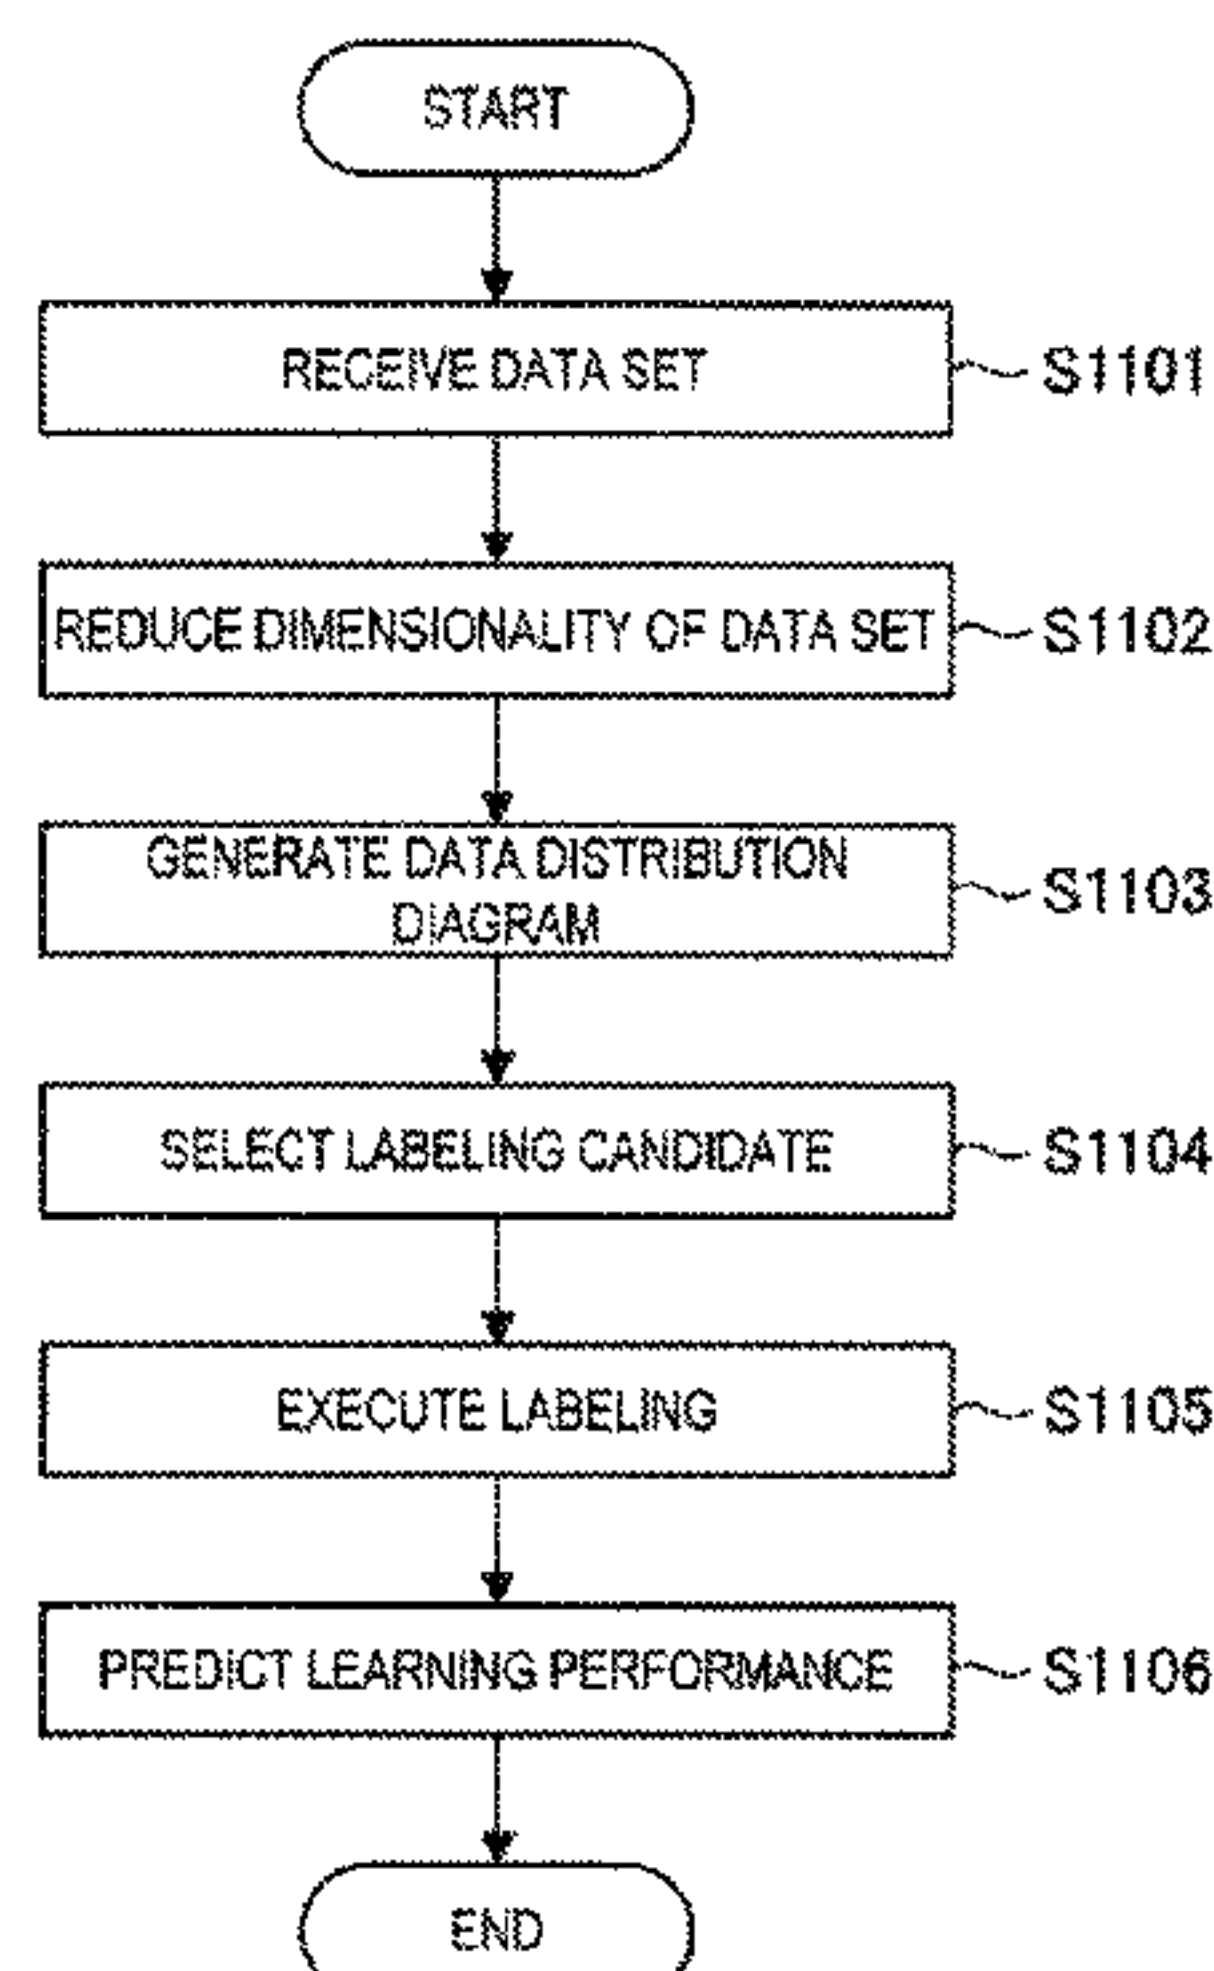 START
RECEIVE DATA SET
S1101
REDUCE DIMENSIONALITY OF DATA SET
S1102
GENERATE DATA DISTRIBUTION
DIAGRAM
S1103
SELECT LABELING CANDIDATE
S1104
EXECUTE LABELING
S1105
PREDICT LEARNING PERFORMANCE
S1106
END